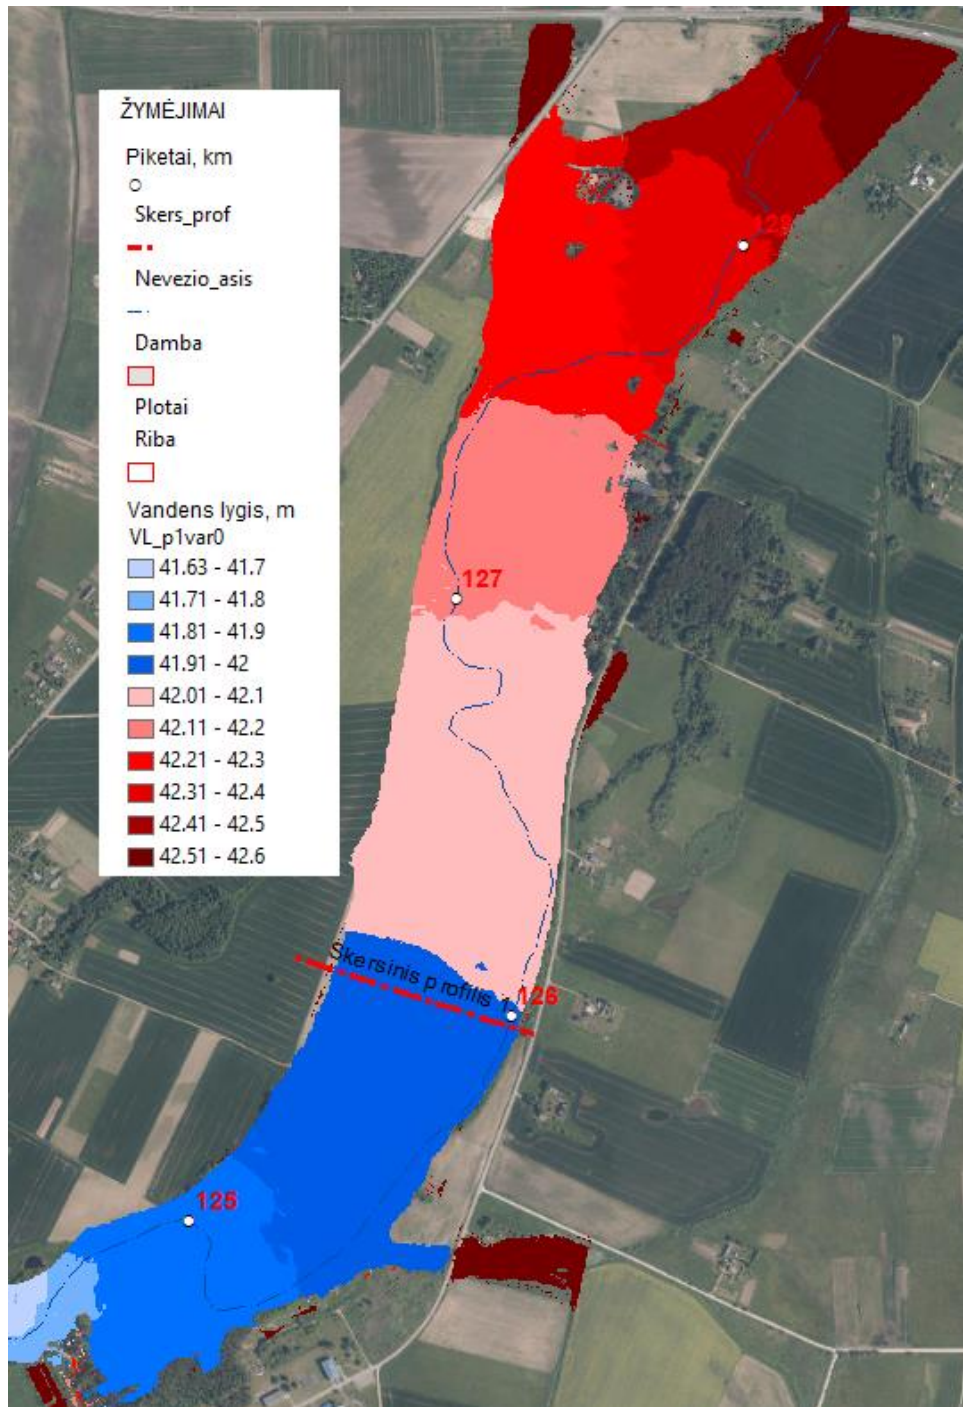 ŽYMĖJIMAI
Piketai, km
Skers_prof
Nevezio_asis
Damba
Plotai
Riba
Vandens lygis, m
VL_p1var0
41.63 - 41.7
41.71 - 41.8
41.81 - 41.9
41.91 - 42
42.01 - 42.1
42.11 - 42.2
42.21 - 42.3
42.31 - 42.4
42.41 - 42.5
42.51 - 42.6
128
127
Skersinis profilis 1
126
125